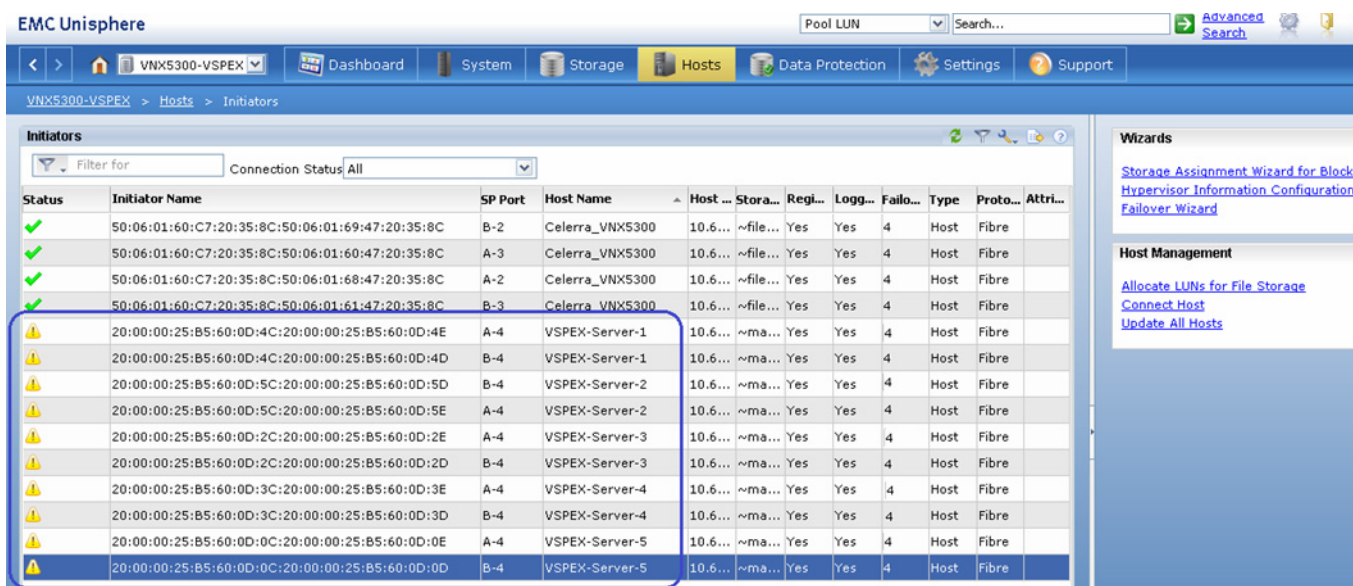 EMC Unisphere
Pool LUN Search... Advanced Search
VNX5300-VSPEX Dashboard System Storage Hosts Data Protection Settings Support
VNX5300-VSPEX > Hosts > Initiators
Initiators
Filter for Connection Status All
Status Initiator Name SP Port Host Name Host ... Stora... Regi... Logg... Failo... Type Proto... Attri...
50:06:01:60:C7:20:35:8C:50:06:01:69:47:20:35:8C B-2 Celerra_VNX5300 10.6... ~file... Yes Yes 4 Host Fibre
50:06:01:60:C7:20:35:8C:50:06:01:60:47:20:35:8C A-3 Celerra_VNX5300 10.6... ~file... Yes Yes 4 Host Fibre
50:06:01:60:C7:20:35:8C:50:06:01:68:47:20:35:8C A-2 Celerra_VNX5300 10.6... ~file... Yes Yes 4 Host Fibre
50:06:01:60:C7:20:35:8C:50:06:01:61:47:20:35:8C B-3 Celerra_VNX5300 10.6... ~file... Yes Yes 4 Host Fibre
20:00:00:25:B5:60:0D:4C:20:00:00:25:B5:60:0D:4E A-4 VSPEX-Server-1 10.6... ~ma... Yes Yes 4 Host Fibre
20:00:00:25:B5:60:0D:4C:20:00:00:25:B5:60:0D:4D B-4 VSPEX-Server-1 10.6... ~ma... Yes Yes 4 Host Fibre
20:00:00:25:B5:60:0D:5C:20:00:00:25:B5:60:0D:5D B-4 VSPEX-Server-2 10.6... ~ma... Yes Yes 4 Host Fibre
20:00:00:25:B5:60:0D:5C:20:00:00:25:B5:60:0D:5E A-4 VSPEX-Server-2 10.6... ~ma... Yes Yes 4 Host Fibre
20:00:00:25:B5:60:0D:2C:20:00:00:25:B5:60:0D:2E A-4 VSPEX-Server-3 10.6... ~ma... Yes Yes 4 Host Fibre
20:00:00:25:B5:60:0D:2C:20:00:00:25:B5:60:0D:2D B-4 VSPEX-Server-3 10.6... ~ma... Yes Yes 4 Host Fibre
20:00:00:25:B5:60:0D:3C:20:00:00:25:B5:60:0D:3E A-4 VSPEX-Server-4 10.6... ~ma... Yes Yes 4 Host Fibre
20:00:00:25:B5:60:0D:3C:20:00:00:25:B5:60:0D:3D B-4 VSPEX-Server-4 10.6... ~ma... Yes Yes 4 Host Fibre
20:00:00:25:B5:60:0D:0C:20:00:00:25:B5:60:0D:0E A-4 VSPEX-Server-5 10.6... ~ma... Yes Yes 4 Host Fibre
20:00:00:25:B5:60:0D:0C:20:00:00:25:B5:60:0D:0D B-4 VSPEX-Server-5 10.6... ~ma... Yes Yes 4 Host Fibre
Wizards
Storage Assignment Wizard for Block
Hypervisor Information Configuration
Failover Wizard
Host Management
Allocate LUNs for File Storage
Connect Host
Update All Hosts